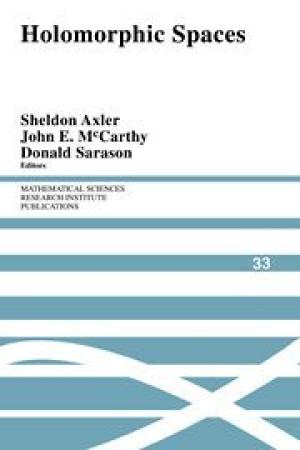 Holomorphic Spaces
Sheldon Axler
John E. McCarthy
Donald Sarason
Editors
MATHEMATICAL SCIENCES
RESEARCH INSTITUTE
PUBLICATIONS
33